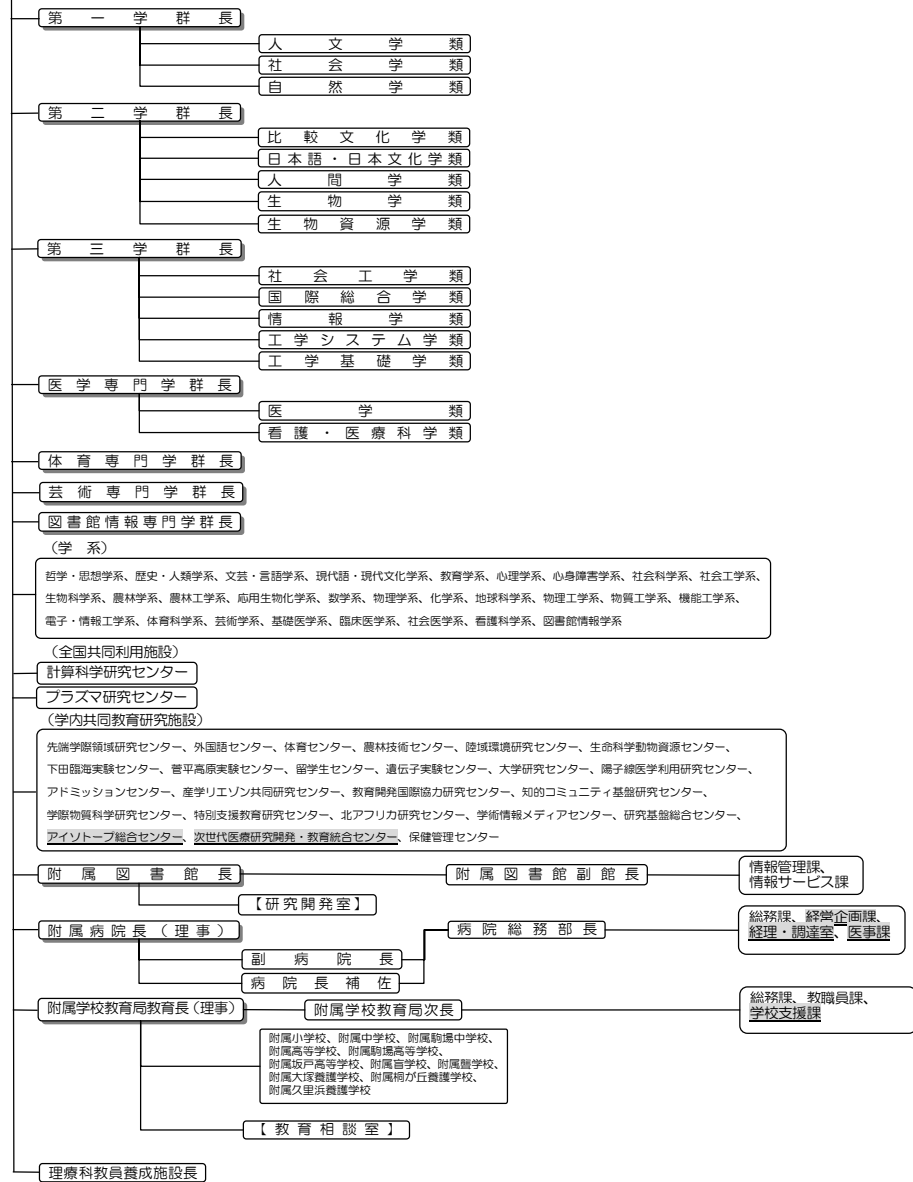 第一学群長
人文学類
社会学類
自然学類
第二学群長
比較文化学類
日本語・日本文化学類
人間学類
生物学類
生物資源学類
第三学群長
社会工学類
国際総合学類
情報学類
工学システム学類
工学基礎学類
医学専門学群長
医学類
看護・医療科学類
体育専門学群長
芸術専門学群長
図書館情報専門学群長
（学　系）
哲学・思想学系、歴史・人類学系、文芸・言語学系、現代語・現代文化学系、教育学系、心理学系、心身障害学系、社会科学系、社会工学系、
生物科学系、農林学系、農林工学系、応用生物化学系、数学系、物理学系、化学系、地球科学系、物理工学系、物質工学系、機能工学系、
電子・情報工学系、体育科学系、芸術学系、基礎医学系、臨床医学系、社会医学系、看護科学系、図書館情報学系
（全国共同利用施設）
計算科学研究センター
プラズマ研究センター
（学内共同教育研究施設）
先端学際領域研究センター、外国語センター、体育センター、農林技術センター、陸域環境研究センター、生命科学動物資源センター、
下田臨海実験センター、菅平高原実験センター、留学生センター、遺伝子実験センター、大学研究センター、陽子線医学利用研究センター、
アドミッションセンター、産学リエゾン共同研究センター、教育開発国際協力研究センター、知的コミュニティ基盤研究センター、
学際物質科学研究センター、特別支援教育研究センター、北アフリカ研究センター、学術情報メディアセンター、研究基盤総合センター、
アイソトープ総合センター、次世代医療研究開発・教育統合センター、保健管理センター
附属図書館長
附属図書館副館長
情報管理課、
情報サービス課
【研究開発室】
附属病院長（理事）
病院総務部長
総務課、経営企画課、
経理・調達室、医事課
副病院長
病院長補佐
附属学校教育局教育長（理事）
附属学校教育局次長
総務課、教職員課、
学校支援課
附属小学校、附属中学校、附属駒場中学校、
附属高等学校、附属駒場高等学校、
附属坂戸高等学校、附属盲学校、附属聾学校、
附属大塚養護学校、附属桐が丘養護学校、
附属久里浜養護学校
【教育相談室】
理療科教員養成施設長